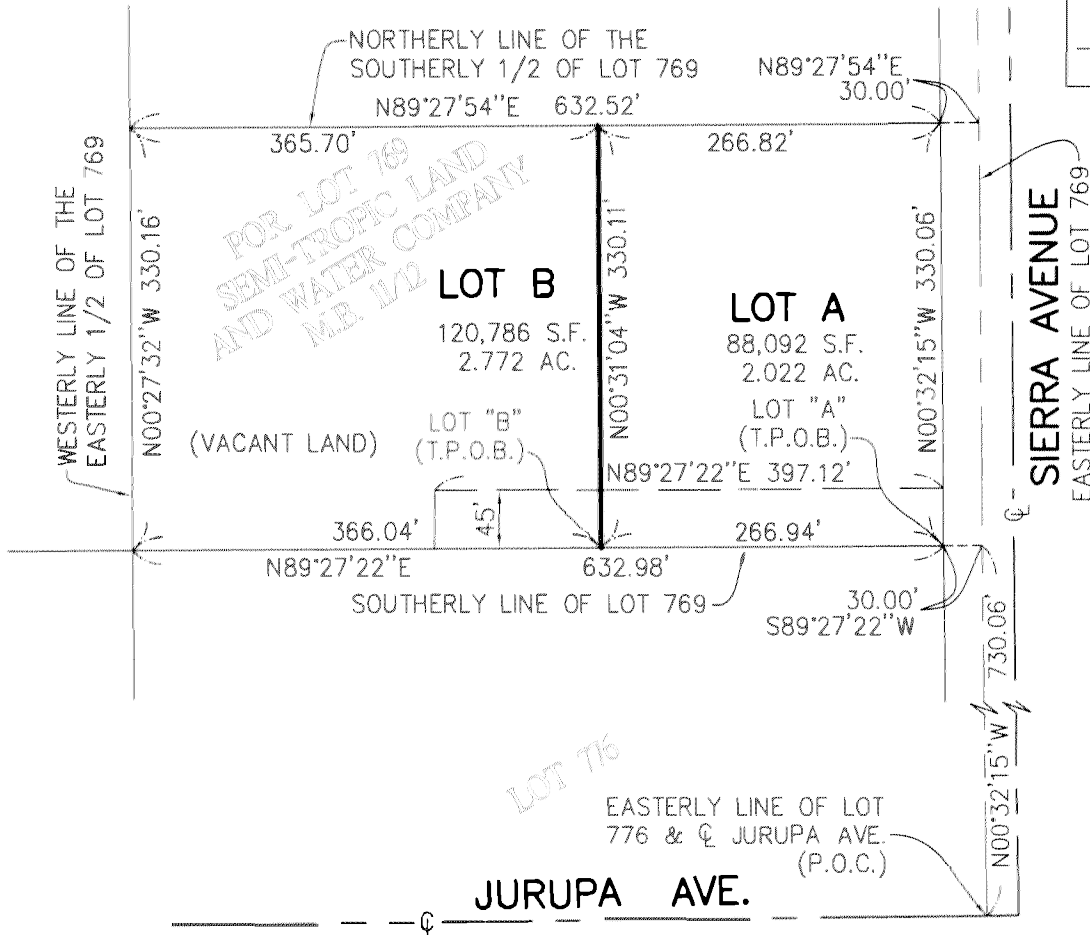 NORTHERLY LINE OF THE
SOUTHERLY 1/2 OF LOT 769
N89°27'54"E
30.00'
N89°27'54"E 632.52'
365.70'
266.82'
WESTERLY LINE OF THE
EASTERLY 1/2 OF LOT 769
N00°27'32"W 330.16'
POR. LOT 769
SEMI-TROPIC LAND
AND WATER COMPANY
M.B. 11/12
LOT B
120,786 S.F.
2.772 AC.
N00°31'04"W 330.11'
LOT A
88,092 S.F.
2.022 AC.
N00°32'15"W 330.06'
SIERRA AVENUE
EASTERLY LINE OF LOT 769
℄
(VACANT LAND)
LOT "B"
(T.P.O.B.)
LOT "A"
(T.P.O.B.)
N89°27'22"E 397.12'
45'
366.04'
266.94'
N89°27'22"E
632.98'
SOUTHERLY LINE OF LOT 769
30.00'
S89°27'22"W
N00°32'15"W 730.06'
LOT 776
EASTERLY LINE OF LOT
776 & ℄ JURUPA AVE.
(P.O.C.)
JURUPA AVE.
℄